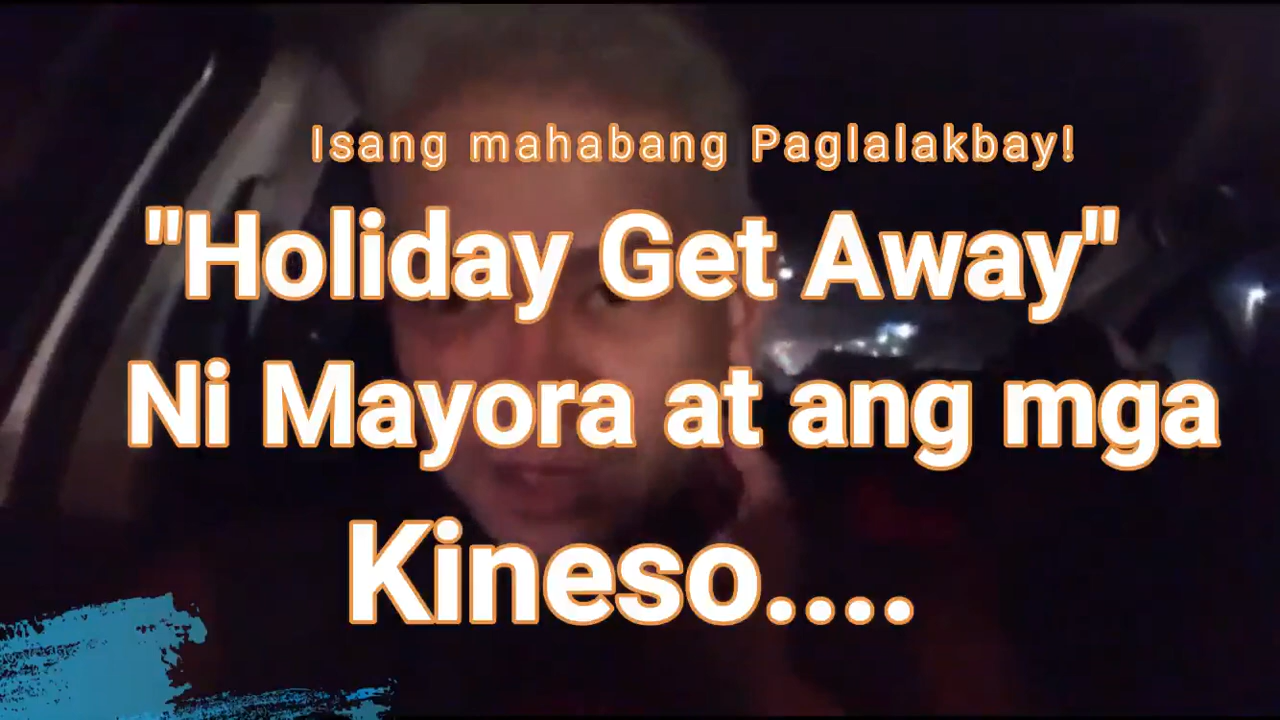 Isang mahabang Paglalakbay!
"Holiday Get Away"
Ni Mayora at ang mga
Kineso....